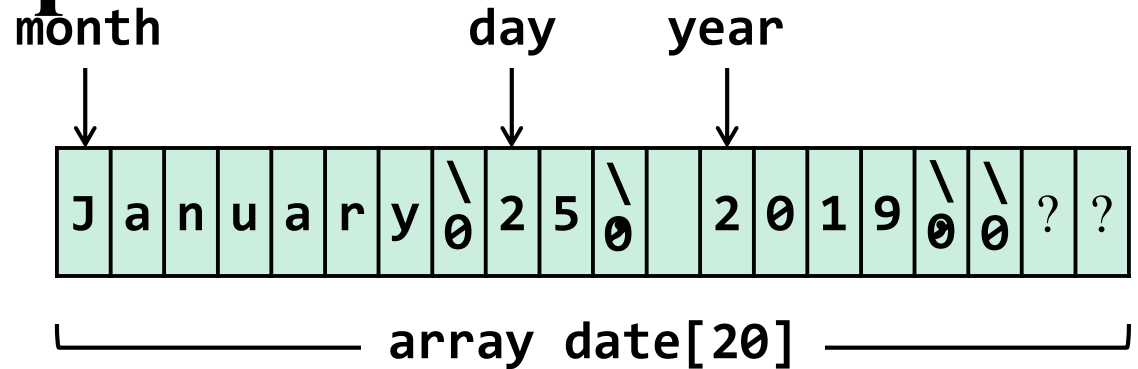 month day year
J a n u a r y \0 2 5 \0 2 0 1 9 \0 \0 ? ?
array date[20]